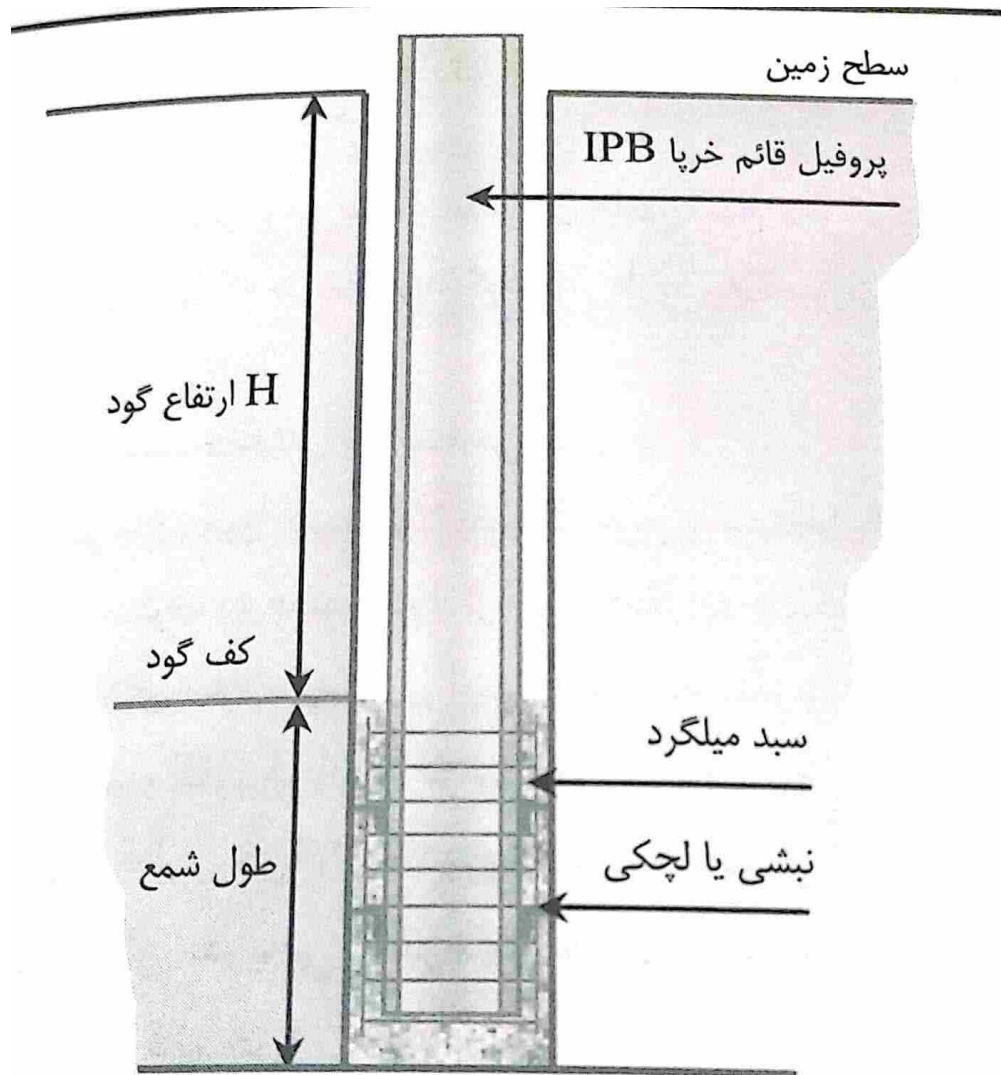 سطح زمین
پروفیل قائم خرپا IPB
H ارتفاع گود
کف گود
سبد میلگرد
نبشی یا لچکی
طول شمع